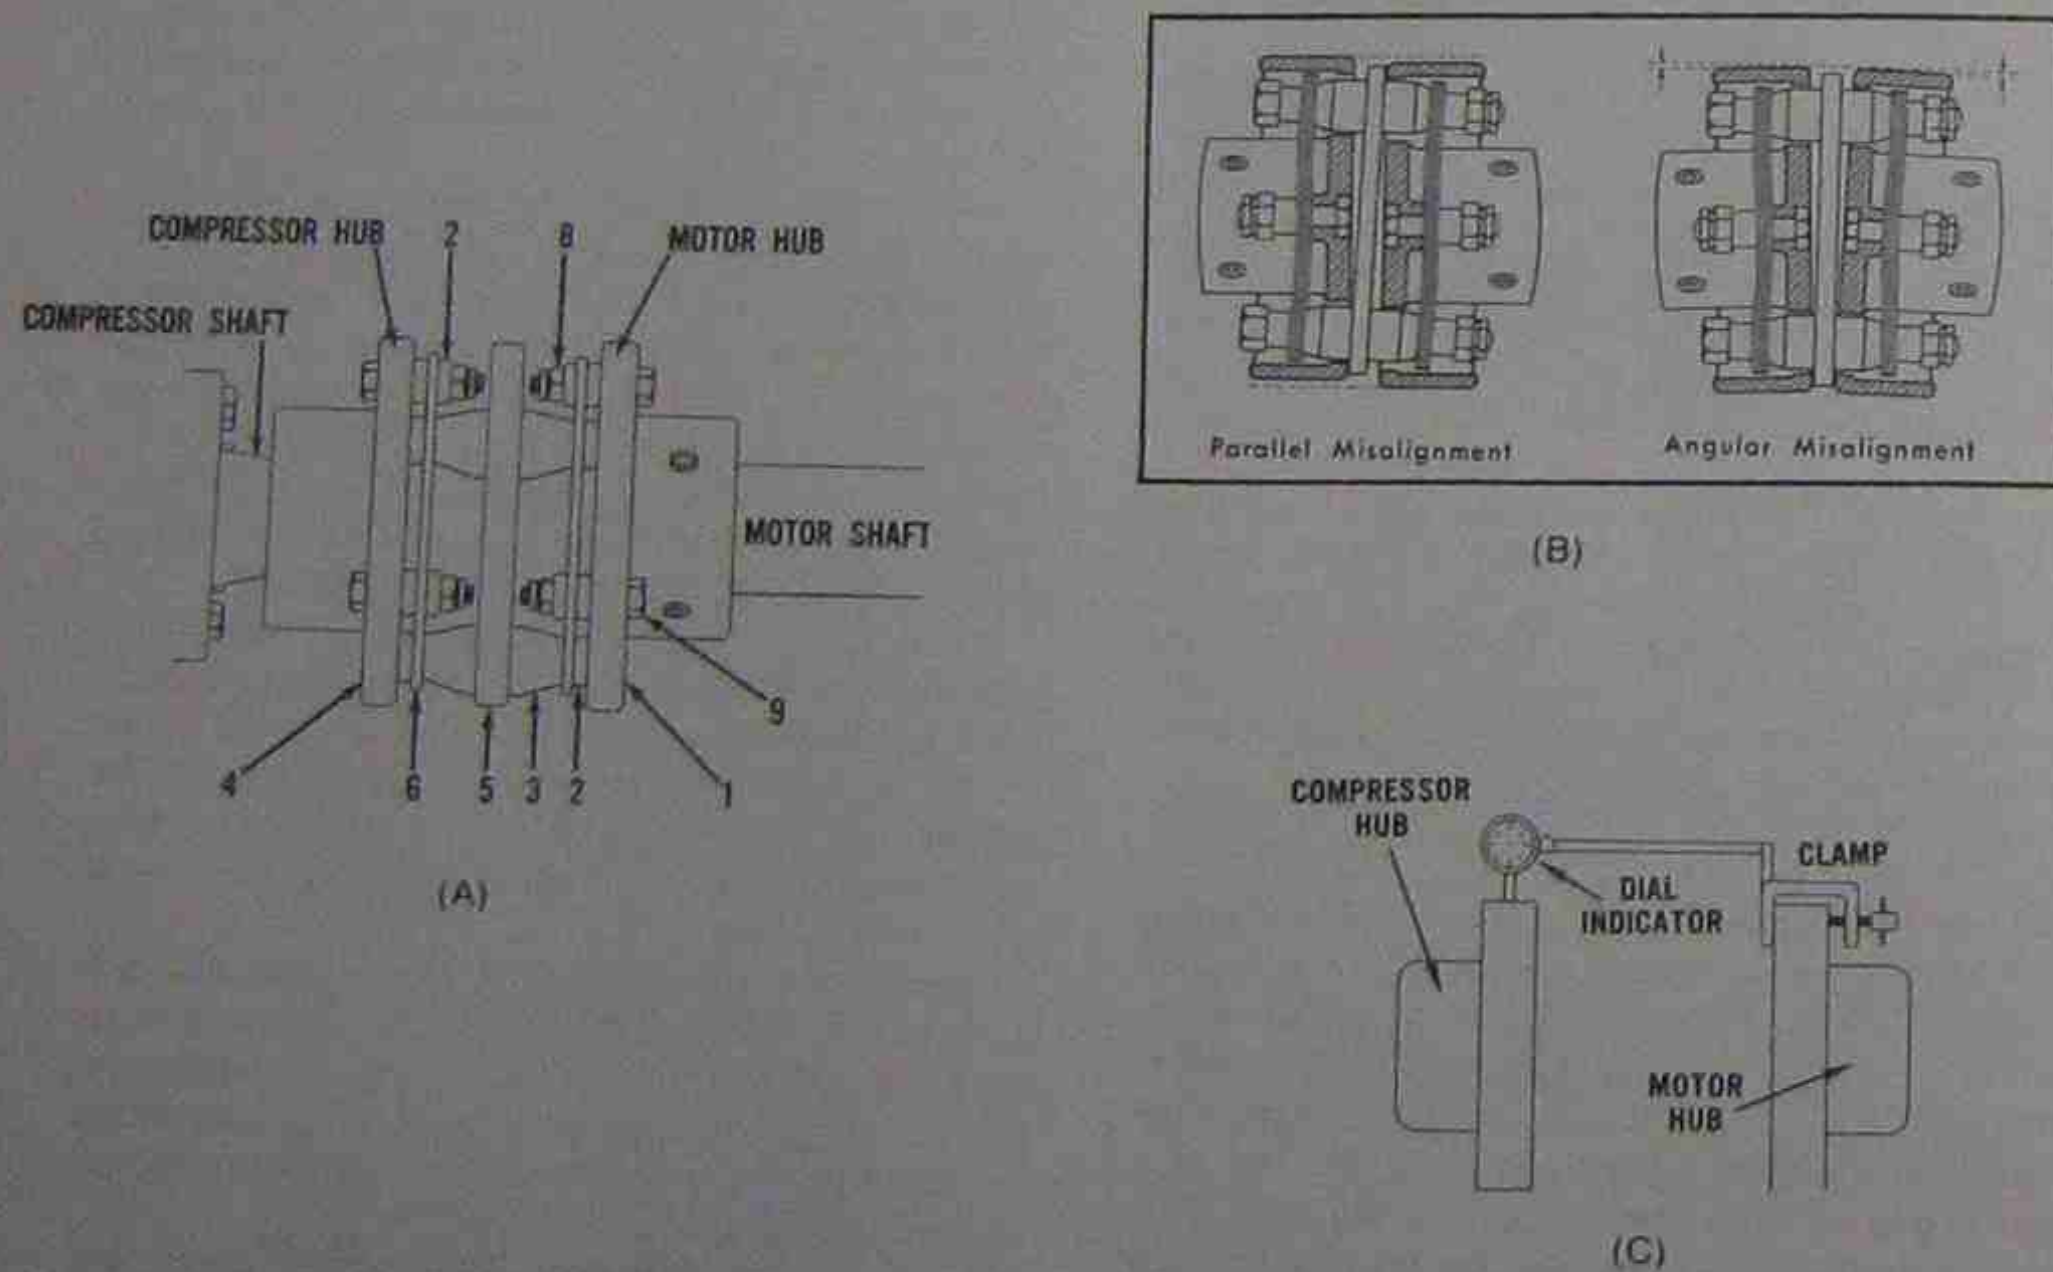 COMPRESSOR HUB
2
8
MOTOR HUB
COMPRESSOR SHAFT
MOTOR SHAFT
9
4
6
5
3
2
1
(A)
Parallel Misalignment
Angular Misalignment
(B)
COMPRESSOR
HUB
CLAMP
DIAL
INDICATOR
MOTOR
HUB
(C)